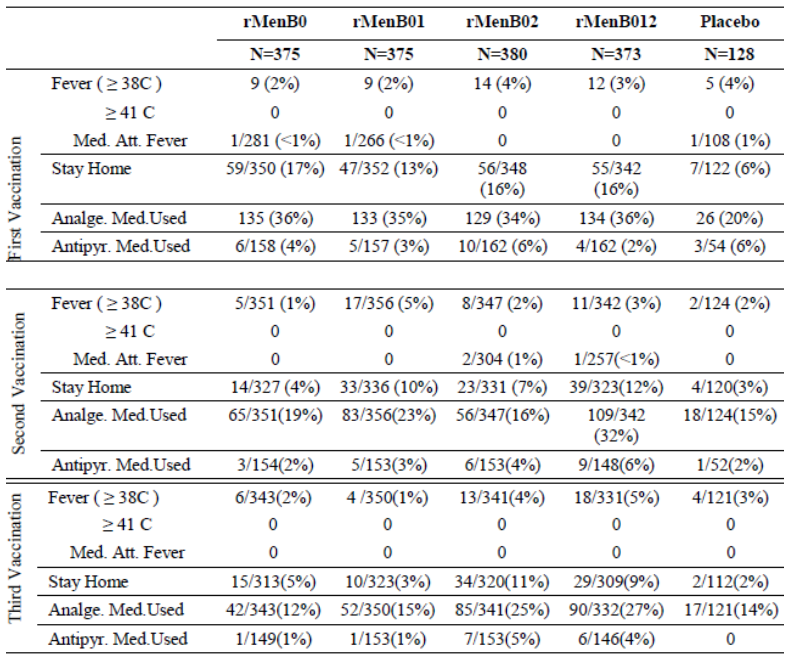 rMenB0 rMenB01 rMenB02 rMenB012 Placebo
N=375 N=375 N=380 N=373 N=128
First Vaccination
Fever ( ≥ 38C ) 9 (2%) 9 (2%) 14 (4%) 12 (3%) 5 (4%)
≥ 41 C 0 0 0 0 0
Med. Att. Fever 1/281 (<1%) 1/266 (<1%) 0 0 1/108 (1%)
Stay Home 59/350 (17%) 47/352 (13%) 56/348 55/342 7/122 (6%)
(16%) (16%)
Analge. Med.Used 135 (36%) 133 (35%) 129 (34%) 134 (36%) 26 (20%)
Antipyr. Med.Used 6/158 (4%) 5/157 (3%) 10/162 (6%) 4/162 (2%) 3/54 (6%)
Second Vaccination
Fever ( ≥ 38C ) 5/351 (1%) 17/356 (5%) 8/347 (2%) 11/342 (3%) 2/124 (2%)
≥ 41 C 0 0 0 0 0
Med. Att. Fever 0 0 2/304 (1%) 1/257(<1%) 0
Stay Home 14/327 (4%) 33/336 (10%) 23/331 (7%) 39/323(12%) 4/120(3%)
Analge. Med.Used 65/351(19%) 83/356(23%) 56/347(16%) 109/342 18/124(15%)
(32%)
Antipyr. Med.Used 3/154(2%) 5/153(3%) 6/153(4%) 9/148(6%) 1/52(2%)
Third Vaccination
Fever ( ≥ 38C ) 6/343(2%) 4 /350(1%) 13/341(4%) 18/331(5%) 4/121(3%)
≥ 41 C 0 0 0 0 0
Med. Att. Fever 0 0 0 0 0
Stay Home 15/313(5%) 10/323(3%) 34/320(11%) 29/309(9%) 2/112(2%)
Analge. Med.Used 42/343(12%) 52/350(15%) 85/341(25%) 90/332(27%) 17/121(14%)
Antipyr. Med.Used 1/149(1%) 1/153(1%) 7/153(5%) 6/146(4%) 0